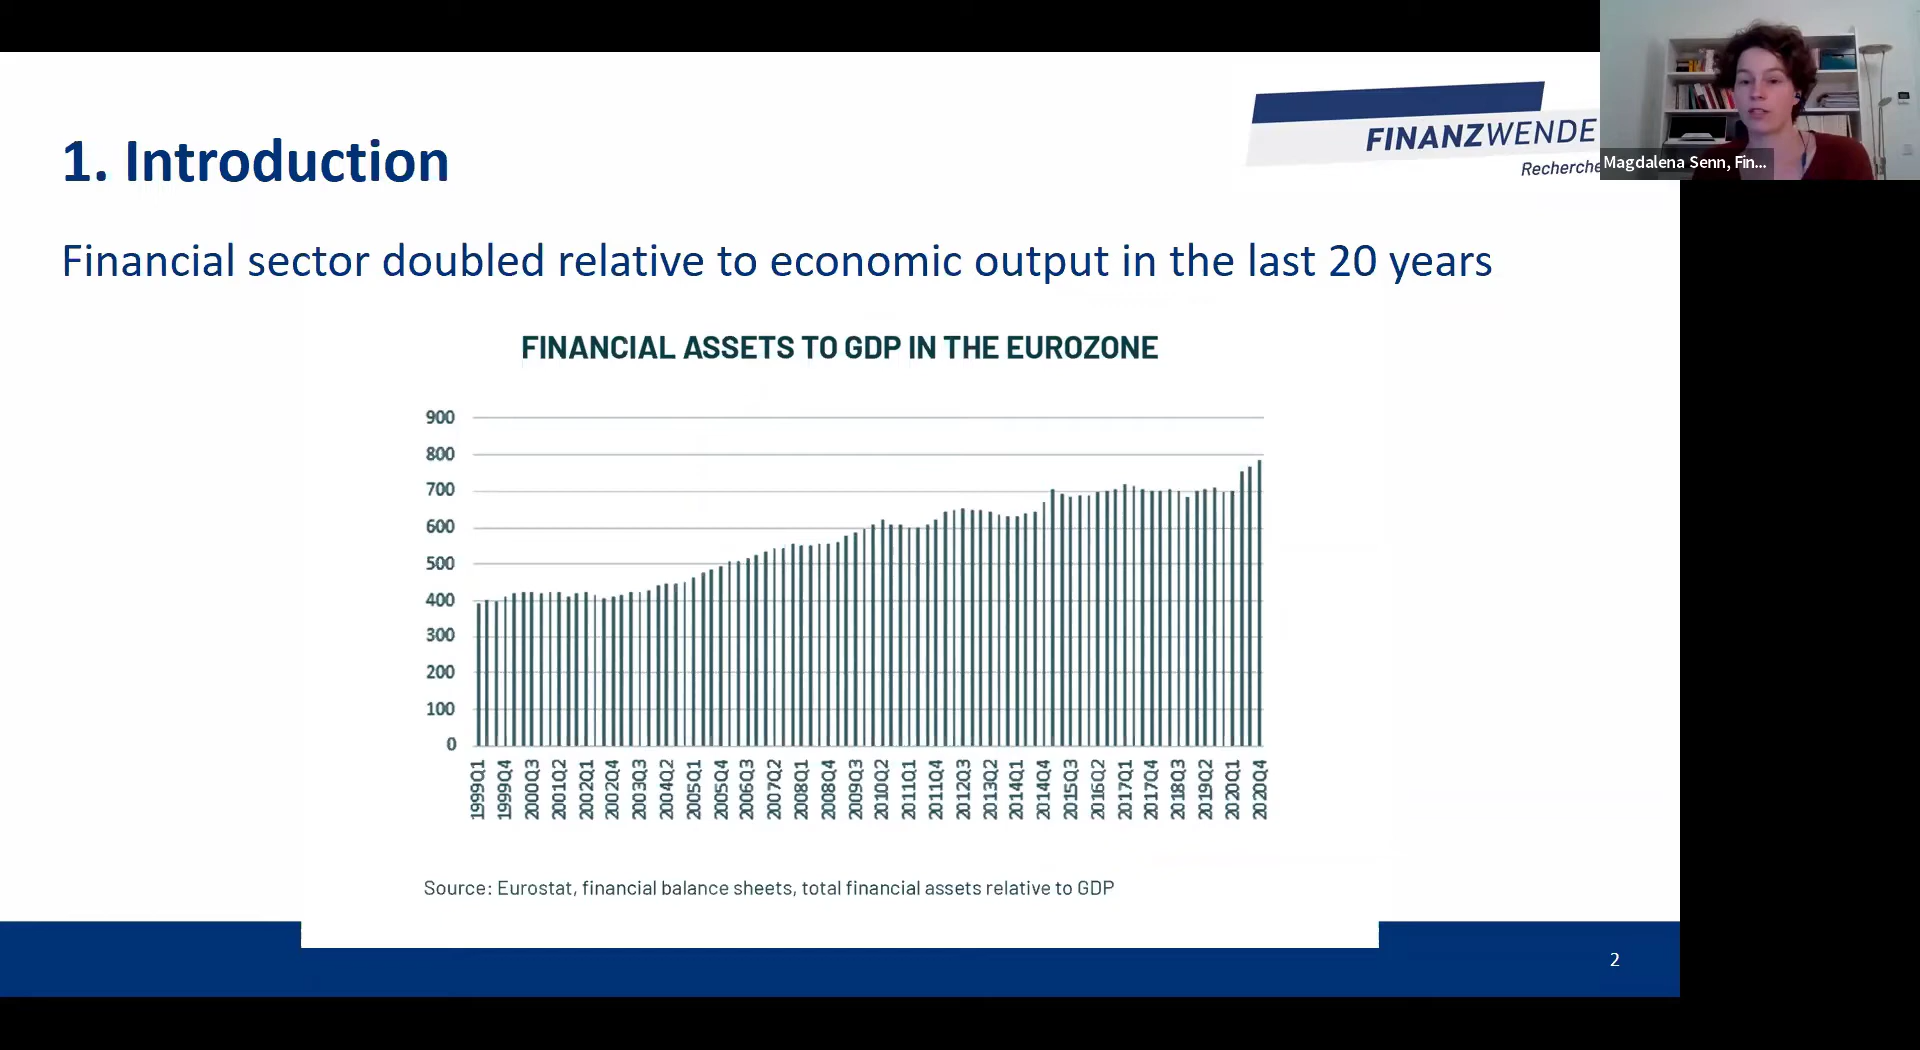 1. Introduction
FINANZWENDE
Recherche
Magdalena Senn, Fin...
Financial sector doubled relative to economic output in the last 20 years
FINANCIAL ASSETS TO GDP IN THE EUROZONE
900
800
700
600
500
400
300
200
100
0
1999Q1
1999Q4
2000Q3
2001Q2
2002Q1
2002Q4
2003Q3
2004Q2
2005Q1
2005Q4
2006Q3
2007Q2
2008Q1
2008Q4
2009Q3
2010Q2
2011Q1
2011Q4
2012Q3
2013Q2
2014Q1
2014Q4
2015Q3
2016Q2
2017Q1
2017Q4
2018Q3
2019Q2
2020Q1
2020Q4
Source: Eurostat, financial balance sheets, total financial assets relative to GDP
2